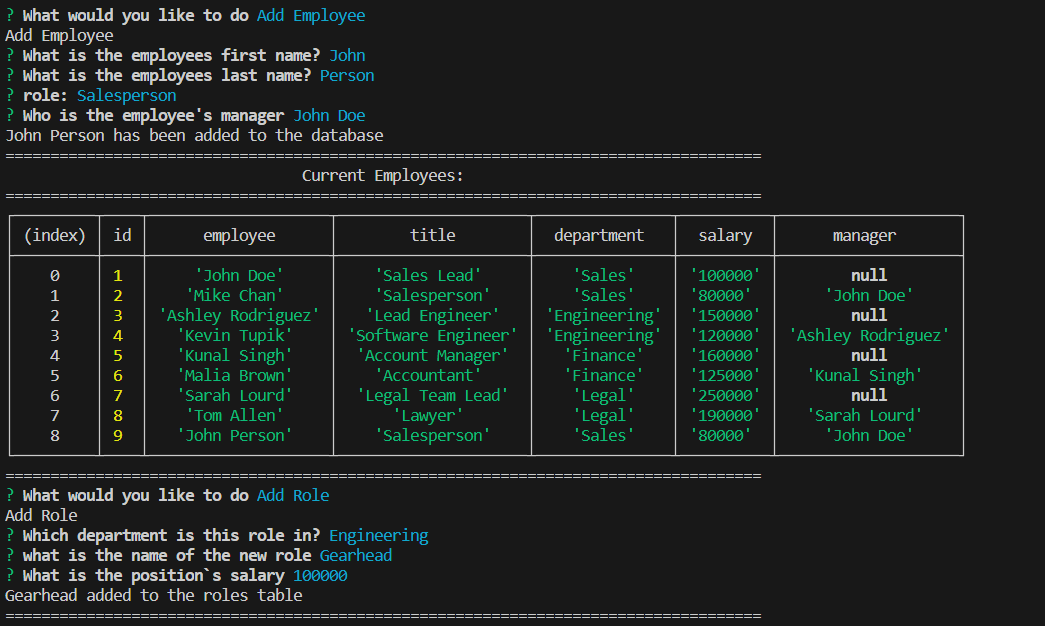 ? What would you like to do Add Employee
Add Employee
? What is the employees first name? John
? What is the employees last name? Person
? role: Salesperson
? Who is the employee's manager John Doe
John Person has been added to the database
====================================================================================
Current Employees:
====================================================================================
(index) id employee title department salary manager
0 1 'John Doe' 'Sales Lead' 'Sales' '100000' null
1 2 'Mike Chan' 'Salesperson' 'Sales' '80000' 'John Doe'
2 3 'Ashley Rodriguez' 'Lead Engineer' 'Engineering' '150000' null
3 4 'Kevin Tupik' 'Software Engineer' 'Engineering' '120000' 'Ashley Rodriguez'
4 5 'Kunal Singh' 'Account Manager' 'Finance' '160000' null
5 6 'Malia Brown' 'Accountant' 'Finance' '125000' 'Kunal Singh'
6 7 'Sarah Lourd' 'Legal Team Lead' 'Legal' '250000' null
7 8 'Tom Allen' 'Lawyer' 'Legal' '190000' 'Sarah Lourd'
8 9 'John Person' 'Salesperson' 'Sales' '80000' 'John Doe'
====================================================================================
? What would you like to do Add Role
Add Role
? Which department is this role in? Engineering
? what is the name of the new role Gearhead
? What is the position`s salary 100000
Gearhead added to the roles table
====================================================================================